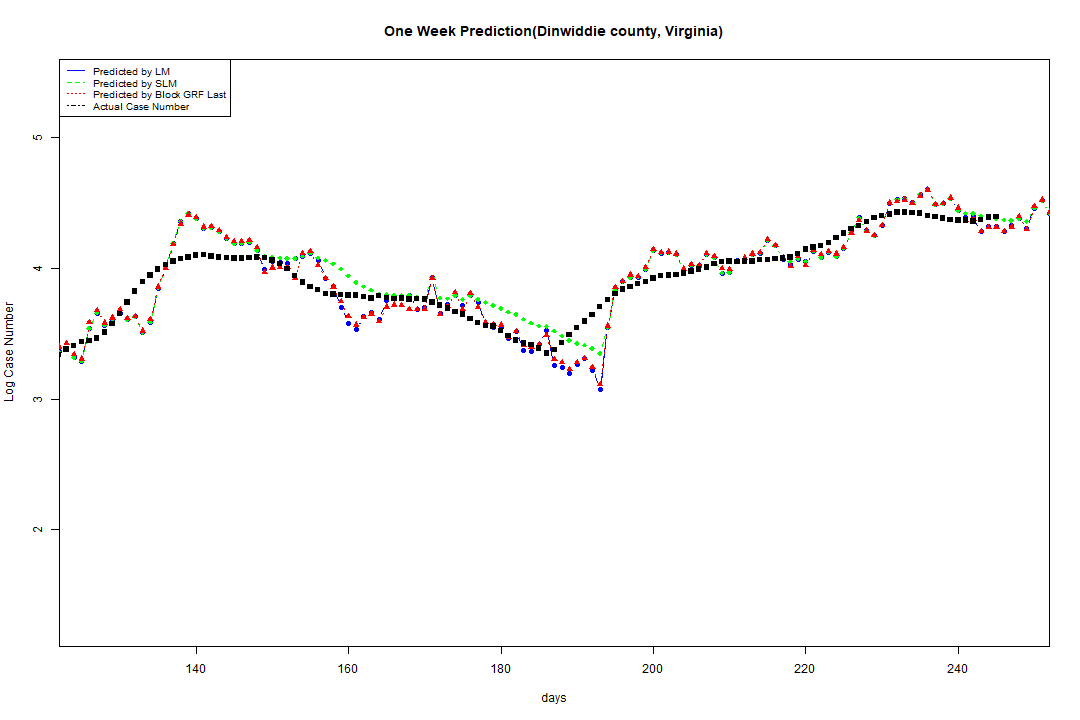 One Week Prediction(Dinwiddie county, Virginia)
Predicted by LM
Predicted by SLM
Predicted by Block GRF Last
Actual Case Number
5
4
3
2
Log Case Number
140 160 180 200 220 240
days